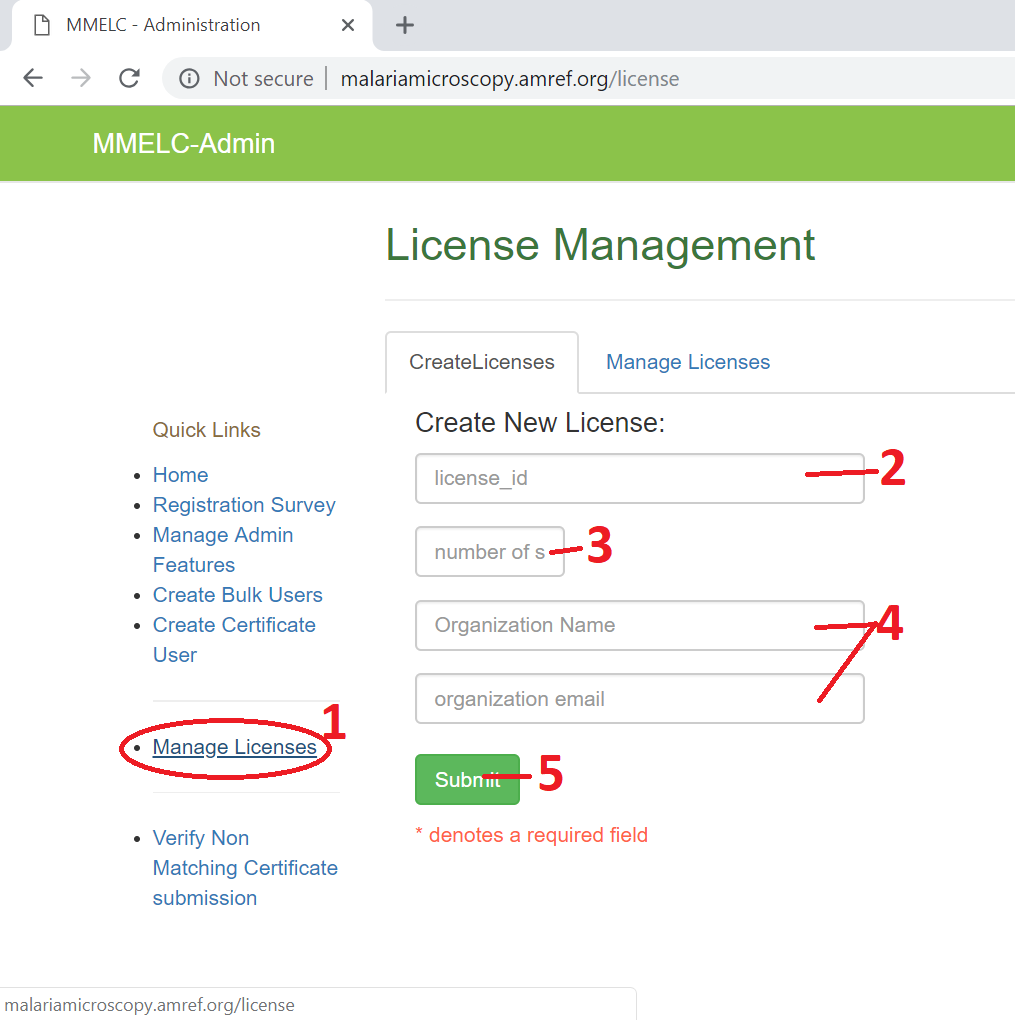 MMELC - Administration
Not secure malariamicroscopy.amref.org/license
MMELC-Admin
License Management
CreateLicenses
Manage Licenses
Create New License:
license_id
2
number of s
3
Organization Name
4
organization email
Submit
5
* denotes a required field
Quick Links
Home
Registration Survey
Manage Admin
Features
Create Bulk Users
Create Certificate
User
1
Manage Licenses
Verify Non
Matching Certificate
submission
malariamicroscopy.amref.org/license